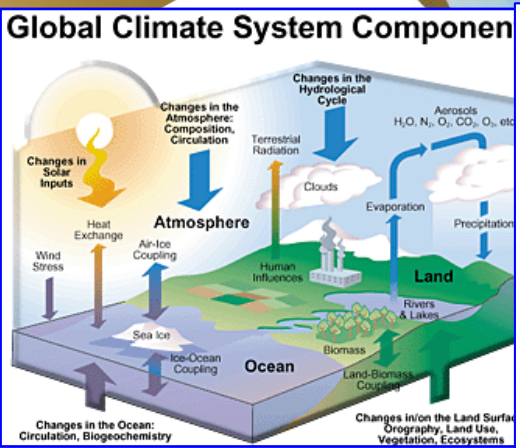 Global Climate System Componen
Changes in the
Hydrological
Cycle
Changes in the
Atmosphere:
Composition,
Circulation
Aerosols
H₂O, N₂, O₂, CO₂, O₃, etc
Terrestrial
Radiation
Changes in
Solar
Inputs
Clouds
Evaporation
Heat
Exchange
Atmosphere
Precipitation
Air-Ice
Coupling
Wind
Stress
Human
Influences
Land
Rivers
& Lakes
Sea Ice
Biomass
Ice-Ocean
Coupling
Ocean
Land-Biomass
Coupling
Changes in the Ocean:
Circulation, Biogeochemistry
Changes in/on the Land Surfac
Orography, Land Use,
Vegetation, Ecosystems